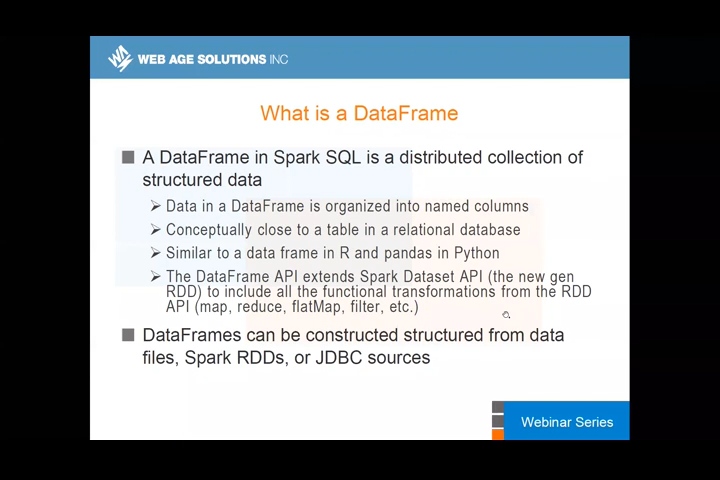 WEB AGE SOLUTIONS INC
What is a DataFrame
A DataFrame in Spark SQL is a distributed collection of
structured data
Data in a DataFrame is organized into named columns
Conceptually close to a table in a relational database
Similar to a data frame in R and pandas in Python
The DataFrame API extends Spark Dataset API (the new gen
RDD) to include all the functional transformations from the RDD
API (map, reduce, flatMap, filter, etc.)
DataFrames can be constructed structured from data
files, Spark RDDs, or JDBC sources
Webinar Series